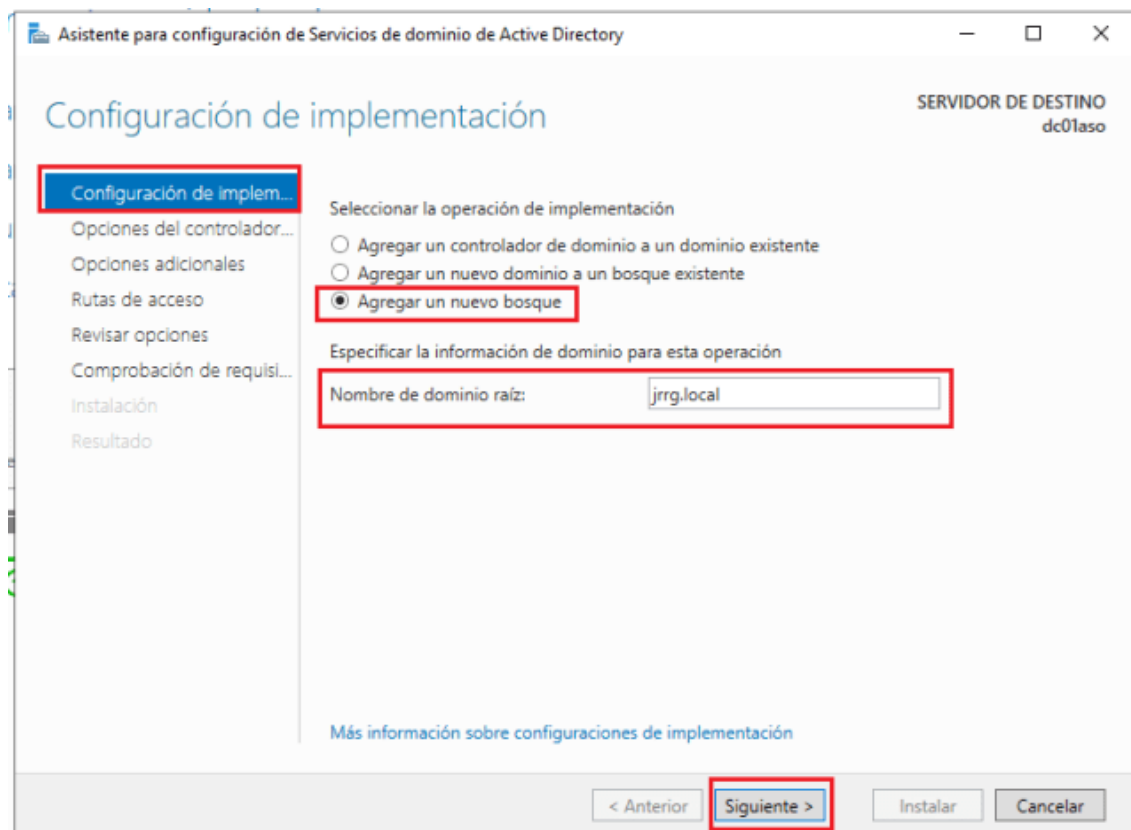 Asistente para configuración de Servicios de dominio de Active Directory
Configuración de implementación
SERVIDOR DE DESTINO
dc01aso
Configuración de implem...
Opciones del controlador...
Opciones adicionales
Rutas de acceso
Revisar opciones
Comprobación de requisi...
Instalación
Resultado
Seleccionar la operación de implementación
Agregar un controlador de dominio a un dominio existente
Agregar un nuevo dominio a un bosque existente
Agregar un nuevo bosque
Especificar la información de dominio para esta operación
Nombre de dominio raíz: jrrg.local
Más información sobre configuraciones de implementación
< Anterior Siguiente > Instalar Cancelar